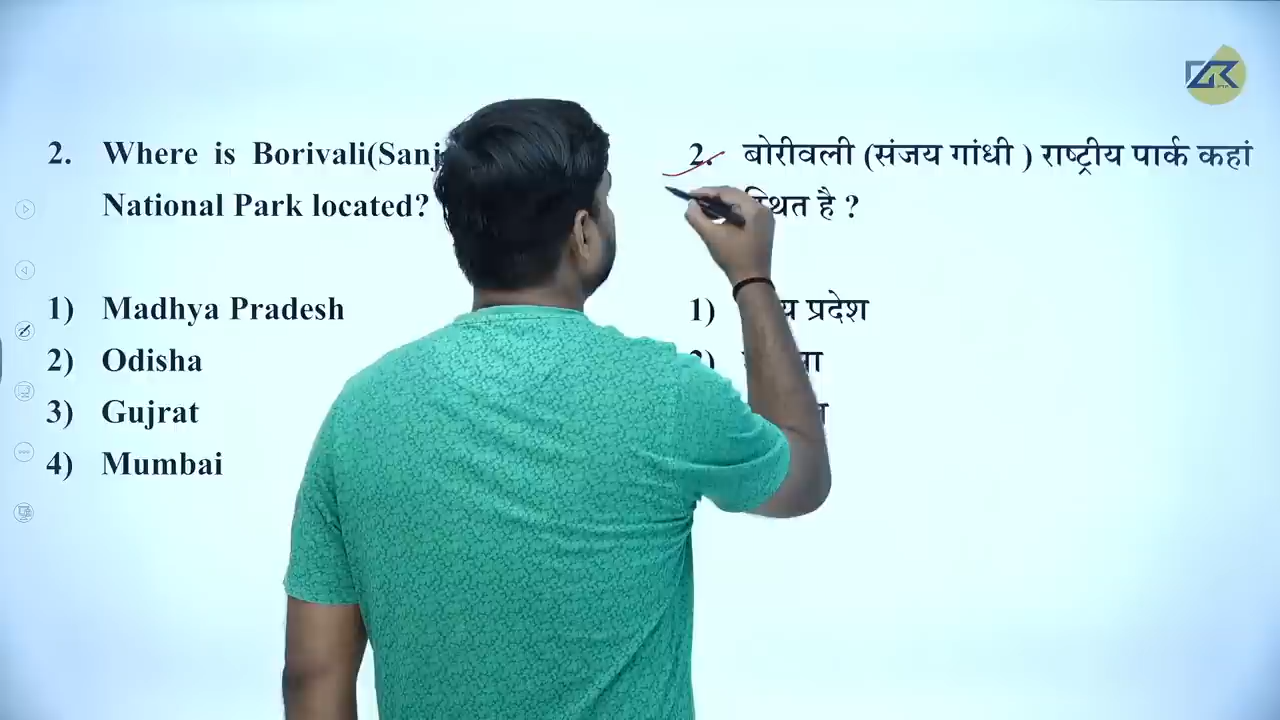 2. Where is Borivali(Sanj
National Park located?
1) Madhya Pradesh
2) Odisha
3) Gujrat
4) Mumbai
2. बोरीवली (संजय गांधी ) राष्ट्रीय पार्क कहां
है ?
1) प्रदेश
2)